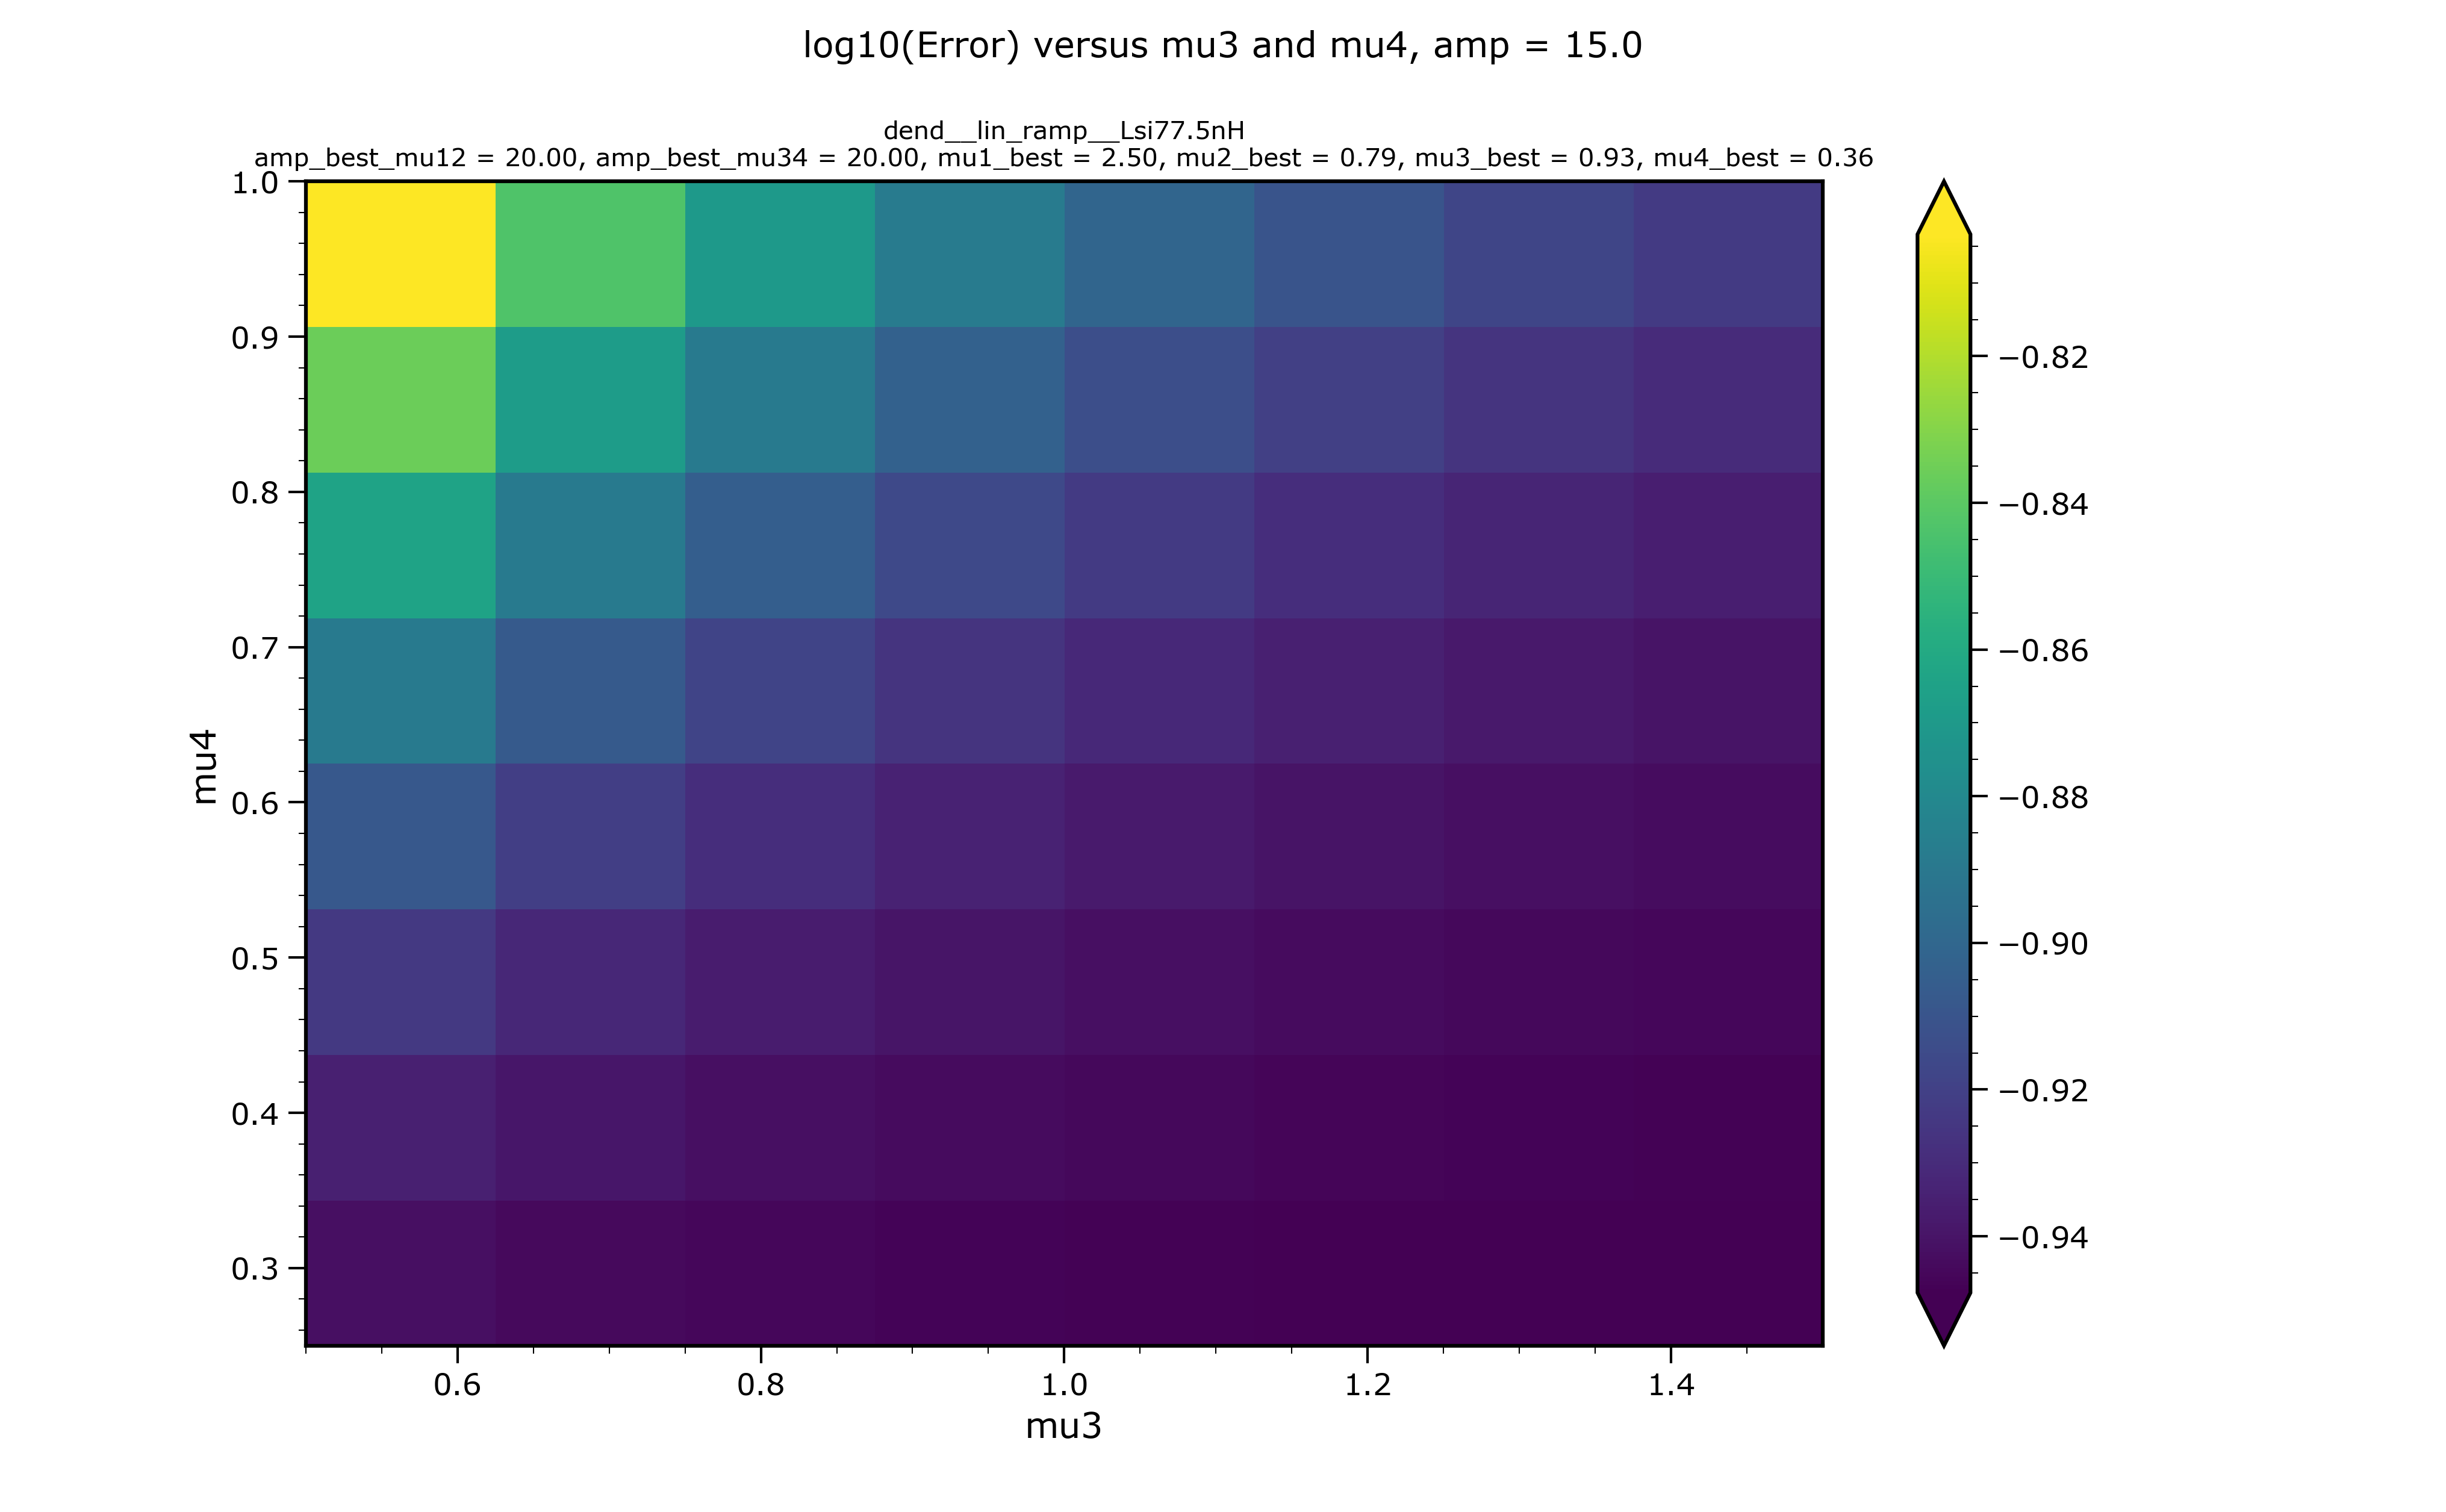 log10(Error) versus mu3 and mu4, amp = 15.0
dend__lin_ramp__Lsi77.5nH
amp_best_mu12 = 20.00, amp_best_mu34 = 20.00, mu1_best = 2.50, mu2_best = 0.79, mu3_best = 0.93, mu4_best = 0.36
1.0
0.9
0.8
0.7
0.6
0.5
0.4
0.3
mu4
0.6 0.8 1.0 1.2 1.4
mu3
−0.82
−0.84
−0.86
−0.88
−0.90
−0.92
−0.94